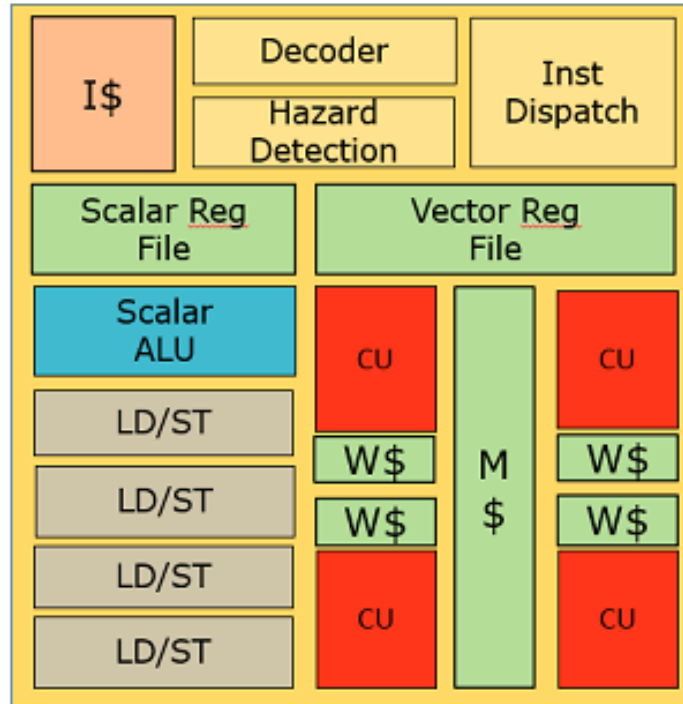 I$
Decoder
Hazard
Detection
Inst
Dispatch
Scalar Reg
File
Vector Reg
File
Scalar
ALU
LD/ST
LD/ST
LD/ST
LD/ST
CU
W$
W$
CU
M
$
CU
W$
W$
CU